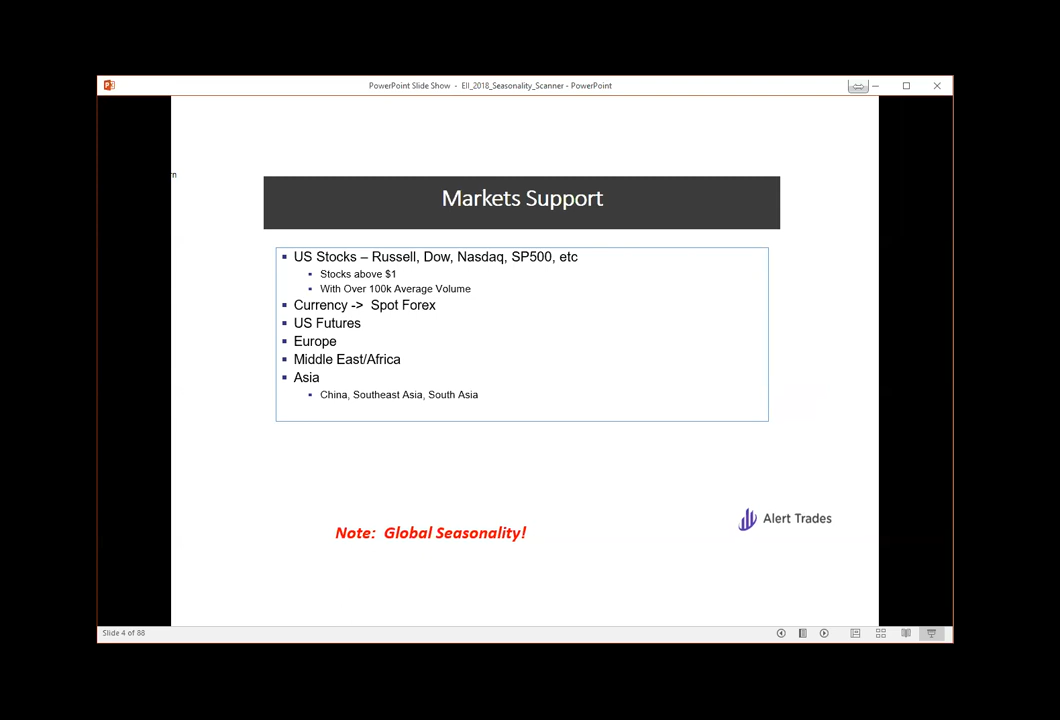 PowerPoint Slide Show - Ell_2018_Seasonality_Scanner - PowerPoint
rn
Markets Support
▪ US Stocks – Russell, Dow, Nasdaq, SP500, etc
▪ Stocks above $1
▪ With Over 100k Average Volume
▪ Currency -> Spot Forex
▪ US Futures
▪ Europe
▪ Middle East/Africa
▪ Asia
▪ China, Southeast Asia, South Asia
Alert Trades
Note: Global Seasonality!
Slide 4 of 88